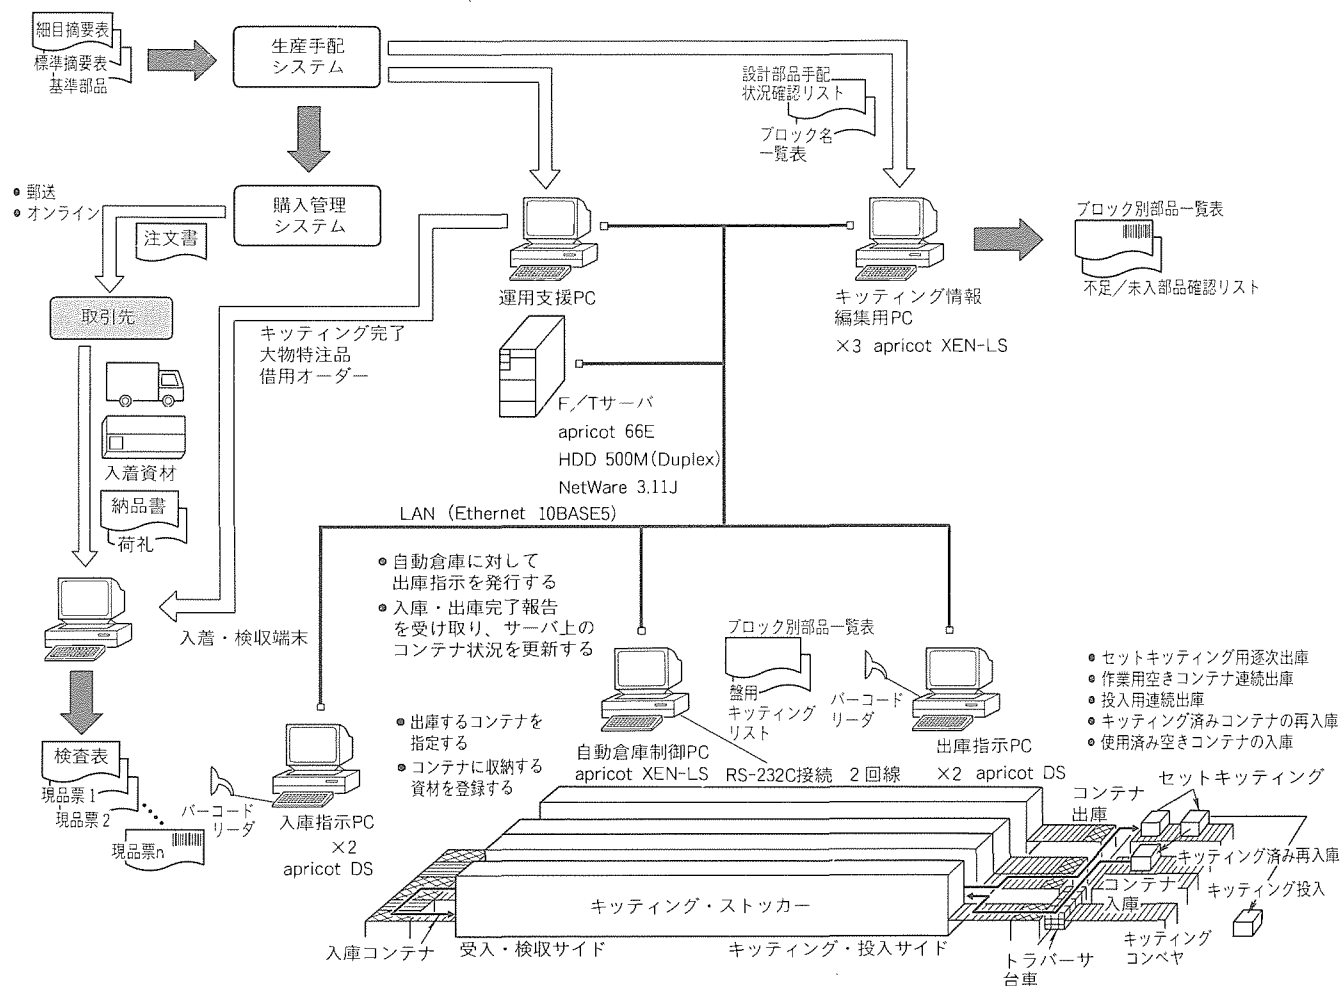 細目摘要表
標準摘要表
基準部品
生産手配
システム
設計部品手配
状況確認リスト
ブロック名
一覧表
● 郵送
● オンライン
注文書
購入管理
システム
取引先
運用支援PC
キッティング情報
編集用PC
×3 apricot XEN-LS
ブロック別部品一覧表
不足/未入部品確認リスト
キッティング完了
大物特注品
借用オーダー
入着資材
納品書
荷札
F/Tサーバ
apricot 66E
HDD 500M(Duplex)
NetWare 3.11J
LAN (Ethernet 10BASE5)
入着・検収端末
● 自動倉庫に対して
出庫指示を発行する
● 入庫・出庫完了報告
を受け取り、サーバ上の
コンテナ状況を更新する
ブロック別部品一覧表
盤用
キッティング
リスト
バーコード
リーダ
自動倉庫制御PC
apricot XEN-LS
RS-232C接続 2回線
出庫指示PC
×2 apricot DS
● セットキッティング用逐次出庫
● 作業用空きコンテナ連続出庫
● 投入用連続出庫
● キッティング済みコンテナの再入庫
● 使用済み空きコンテナの入庫
検査表
現品票1
現品票2
現品票n
バーコード
リーダ
● 出庫するコンテナを
指定する
● コンテナに収納する
資材を登録する
入庫指示PC
×2
apricot DS
コンテナ
出庫
セットキッティング
キッティング済み再入庫
コンテナ
入庫
キッティング投入
キッティング・ストッカー
入庫コンテナ
受入・検収サイド
キッティング・投入サイド
トラバーサ
台車
キッティング
コンベヤ